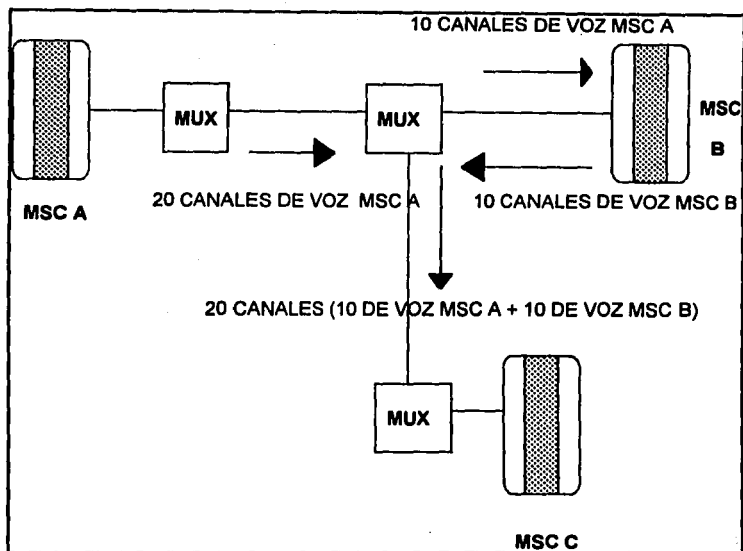 10 CANALES DE VOZ MSC A
MUX
MUX
MSC
B
20 CANALES DE VOZ MSC A
10 CANALES DE VOZ MSC B
MSC A
20 CANALES (10 DE VOZ MSC A + 10 DE VOZ MSC B)
MUX
MSC C